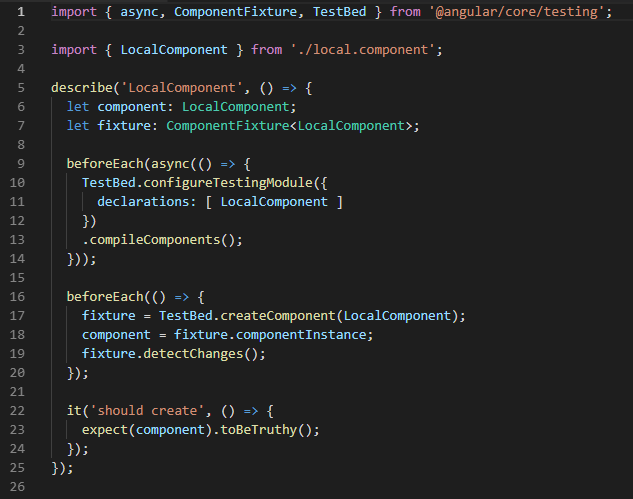 1 import { async, ComponentFixture, TestBed } from '@angular/core/testing';
2
3 import { LocalComponent } from './local.component';
4
5 describe('LocalComponent', () => {
6   let component: LocalComponent;
7   let fixture: ComponentFixture<LocalComponent>;
8
9   beforeEach(async(() => {
10     TestBed.configureTestingModule({
11       declarations: [ LocalComponent ]
12     })
13     .compileComponents();
14   }));
15
16   beforeEach(() => {
17     fixture = TestBed.createComponent(LocalComponent);
18     component = fixture.componentInstance;
19     fixture.detectChanges();
20   });
21
22   it('should create', () => {
23     expect(component).toBeTruthy();
24   });
25 });
26